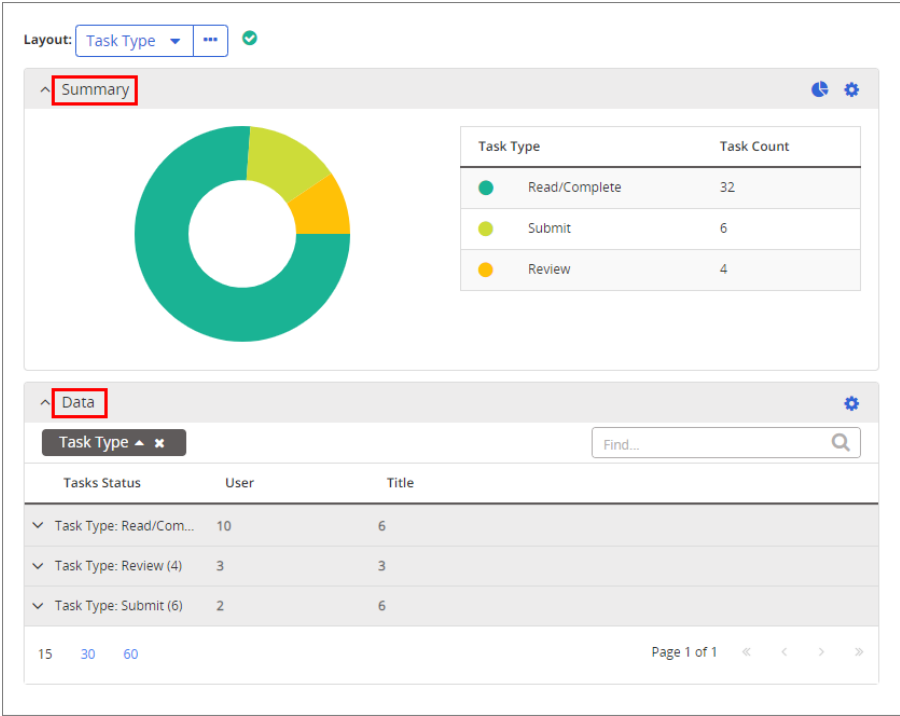 Layout: Task Type
Summary
Task Type Task Count
Read/Complete 32
Submit 6
Review 4
Data
Task Type
Find...
Tasks Status User Title
Task Type: Read/Com... 10 6
Task Type: Review (4) 3 3
Task Type: Submit (6) 2 6
15 30 60 Page 1 of 1